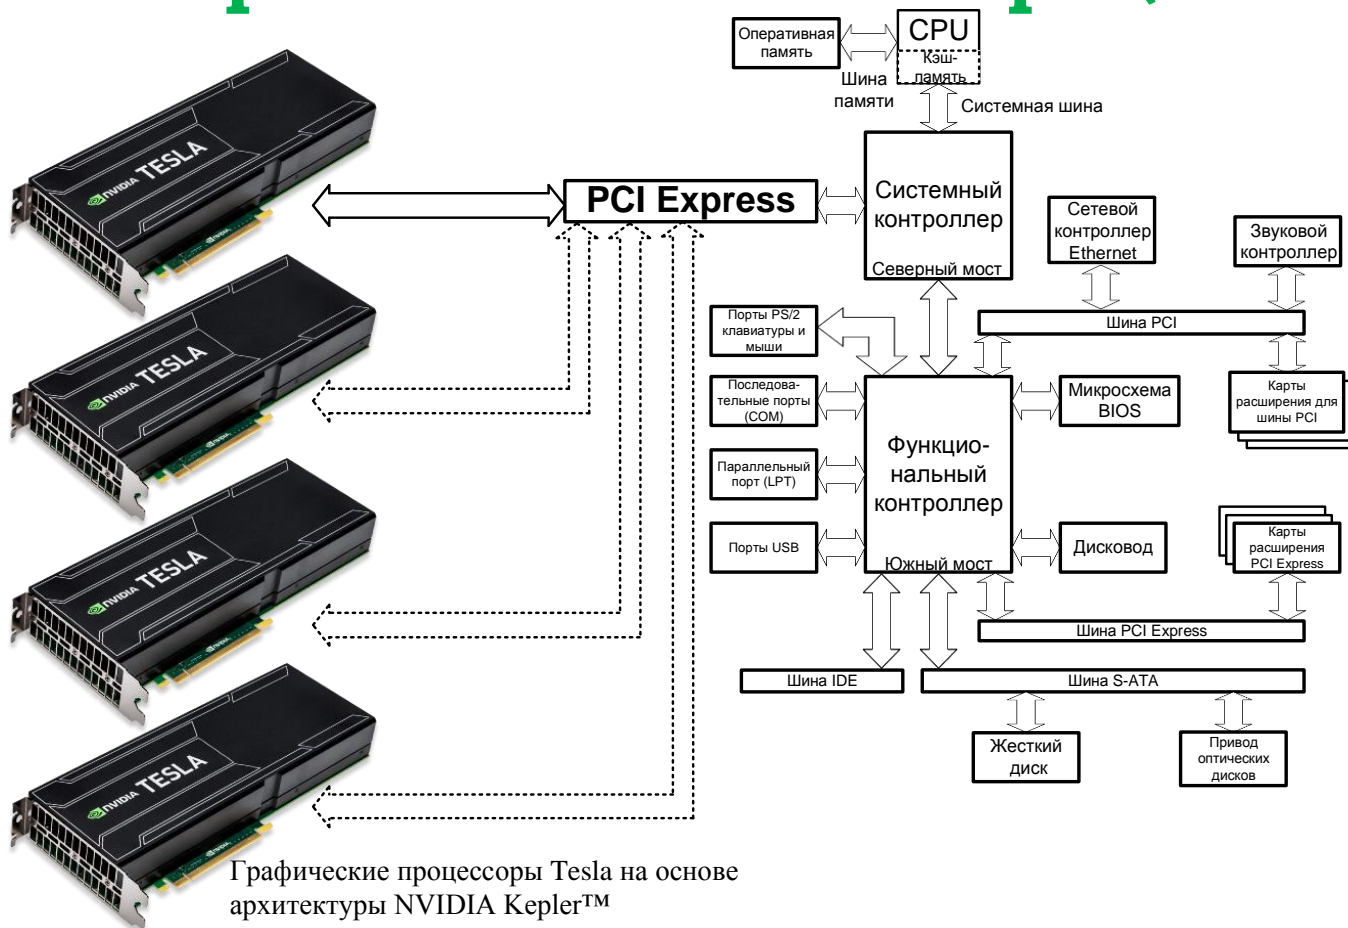 Оперативная
память
CPU
Кэш-
память
Шина
памяти
Системная шина
NVIDIA TESLA
PCI Express
Системный
контроллер
Северный мост
Сетевой
контроллер
Ethernet
Звуковой
контроллер
Шина PCI
Порты PS/2
клавиатуры и
мыши
NVIDIA TESLA
Последова-
тельные порты
(COM)
Микросхема
BIOS
Карты
расширения для
шины PCI
Функцио-
нальный
контроллер
Южный мост
Параллельный
порт (LPT)
Порты USB
Дисковод
Карты
расширения
PCI Express
NVIDIA TESLA
Шина PCI Express
Шина IDE
Шина S-ATA
Жесткий
диск
Привод
оптических
дисков
NVIDIA TESLA
Графические процессоры Tesla на основе
архитектуры NVIDIA Kepler™